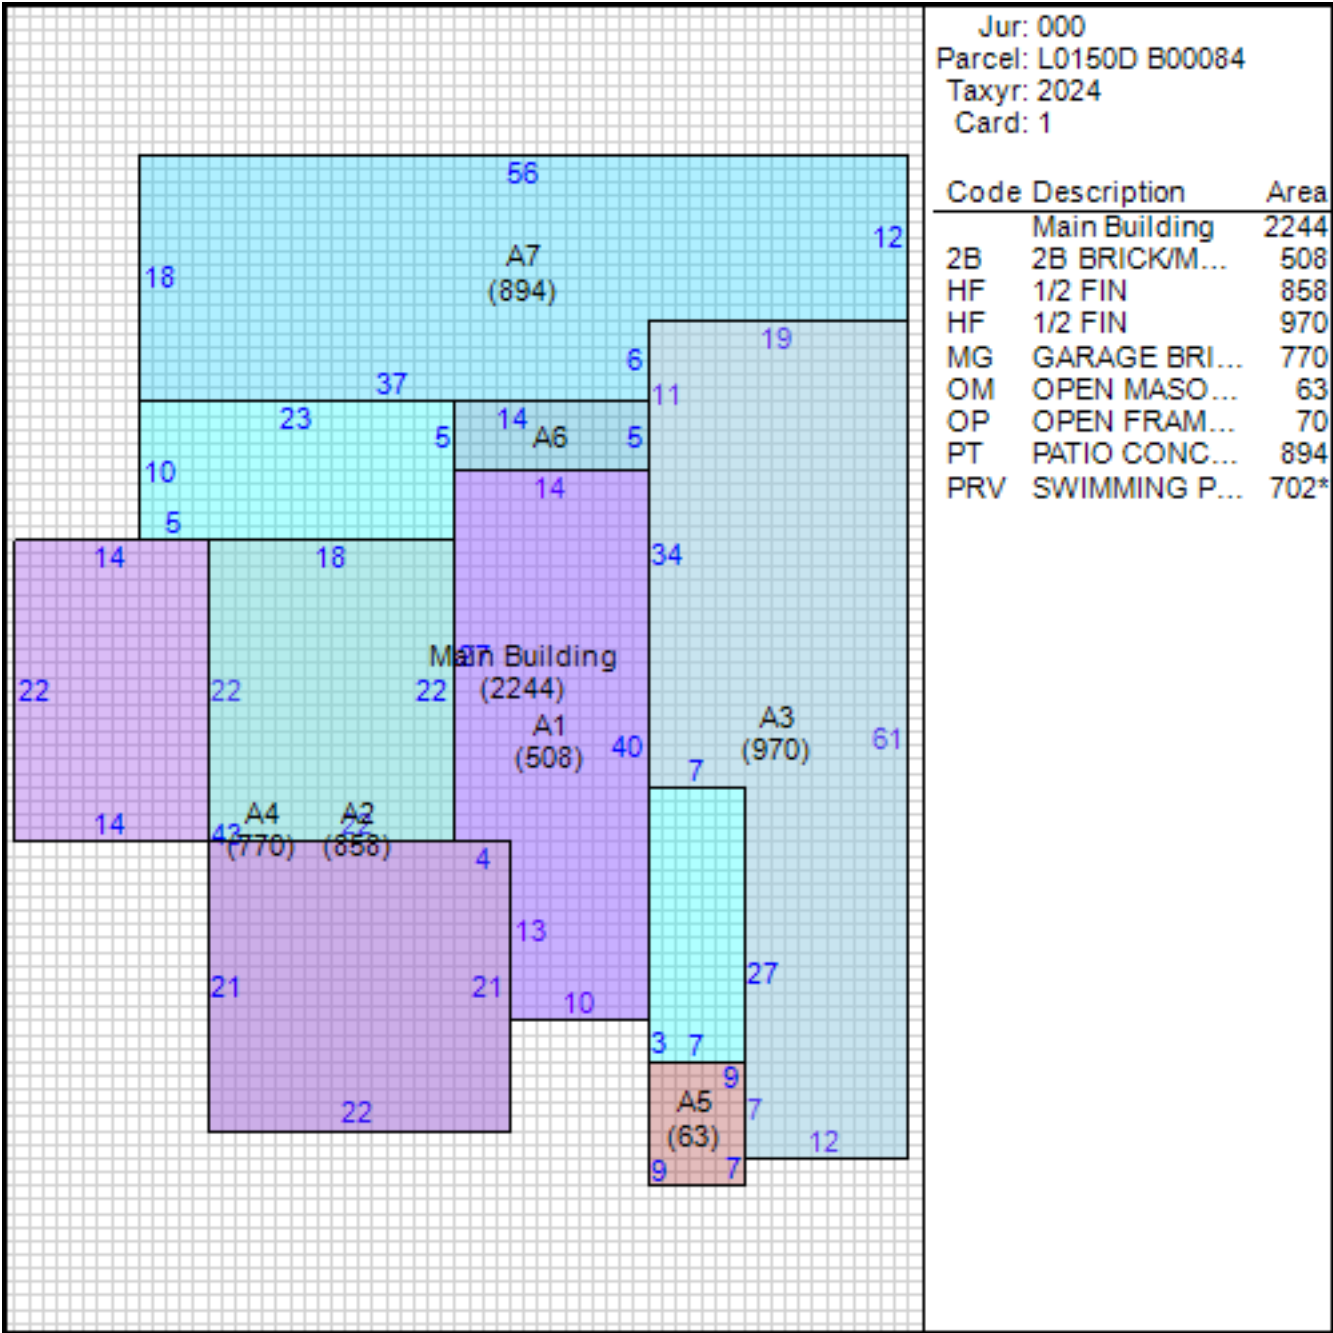 Jur: 000
Parcel: L0150D B00084
Taxyr: 2024
Card: 1
Code Description Area
Main Building 2244
2B 2B BRICK/M... 508
HF 1/2 FIN 858
HF 1/2 FIN 970
MG GARAGE BRI... 770
OM OPEN MASO... 63
OP OPEN FRAM... 70
PT PATIO CONC... 894
PRV SWIMMING P... 702*
56
12
A7
18
(894)
19
6
37
11
23
14
5
A6
5
10
14
5
14
18
34
Main Building
27
22
22
22
(2244)
A1
A3
40
61
(508)
(970)
7
14
A4
A2
43
22
(770)
(858)
4
13
27
21
21
10
3
7
9
A5
7
22
(63)
12
9
7